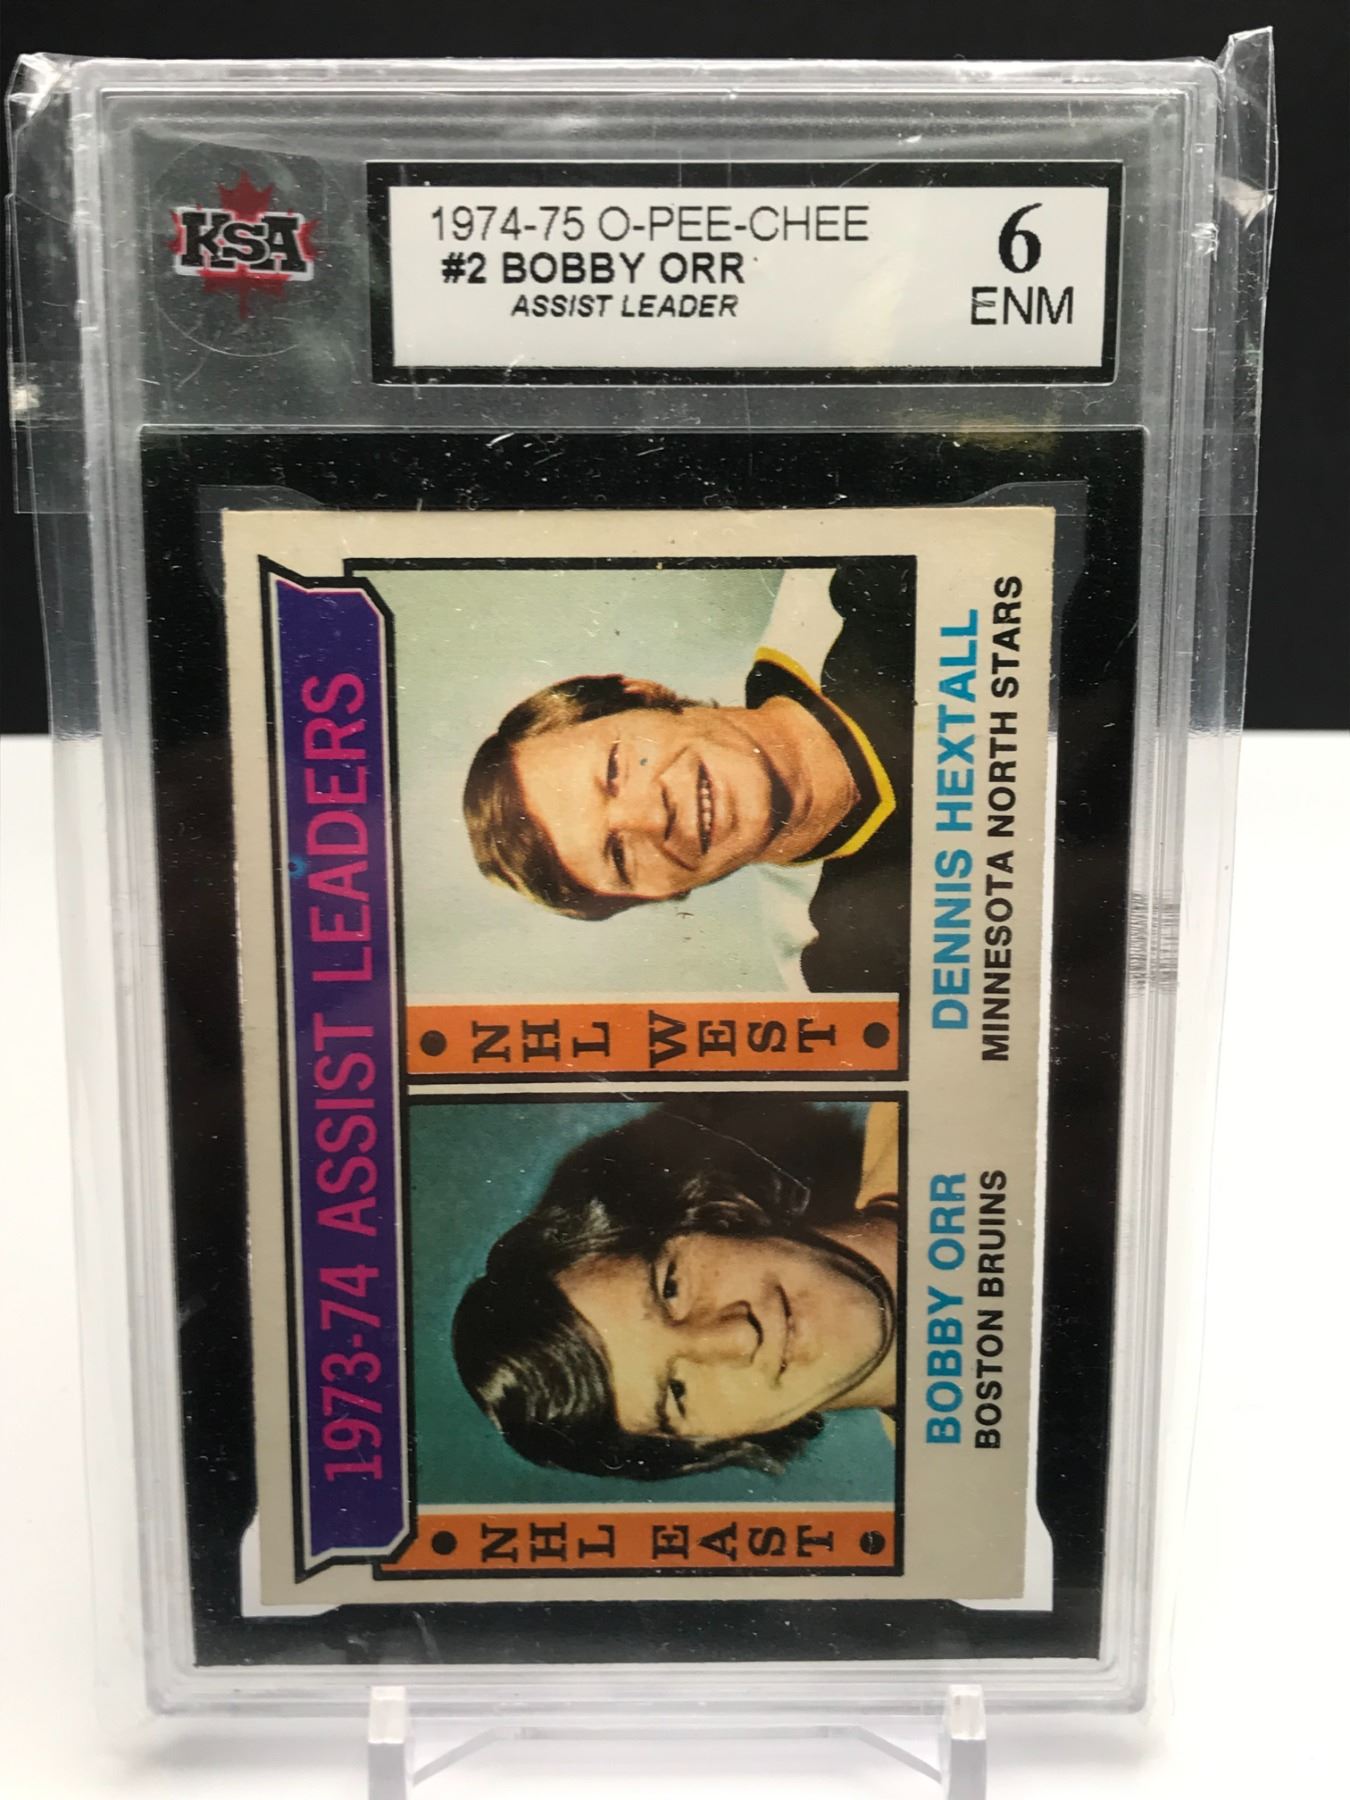 KSA
1974-75 O-PEE-CHEE
#2 BOBBY ORR
ASSIST LEADER
6
ENM
1973-74 ASSIST LEADERS
NHL EAST
NHL WEST
BOBBY ORR
BOSTON BRUINS
DENNIS HEXTALL
MINNESOTA NORTH STARS